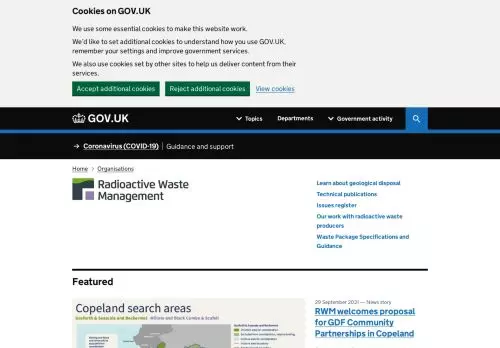 Cookies on GOV.UK
We use some essential cookies to make this website work.
We'd like to set additional cookies to understand how you use GOV.UK,
remember your settings and improve government services.
We also use cookies set by other sites to help us deliver content from their
services.
Accept additional cookies
Reject additional cookies
View cookies
GOV.UK
Topics
Departments
Government activity
→ Coronavirus (COVID-19) | Guidance and support
Home > Organisations
Radioactive Waste
Management
Learn about geological disposal
Technical publications
Issues register
Our work with radioactive waste
producers
Waste Package Specifications and
Guidance
Featured
Copeland search areas
29 September 2021 — News story
RWM welcomes proposal
for GDF Community
Partnerships in Copeland